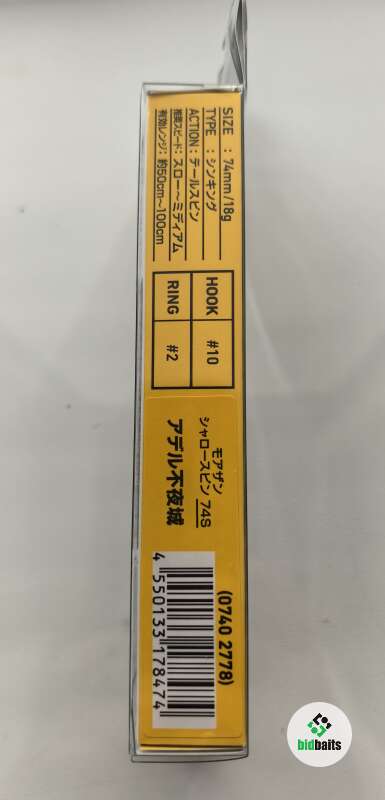 SIZE : 74mm/18g
TYPE : シンキング
ACTION : テールスピン
推奨スピード : スロー〜ミディアム
有効レンジ : 約50cm〜100cm
HOOK #10
RING #2
モアザン
シャロースピン 74S
アデル不夜城
(0740 2778)
4 550133 178474
bidbaits